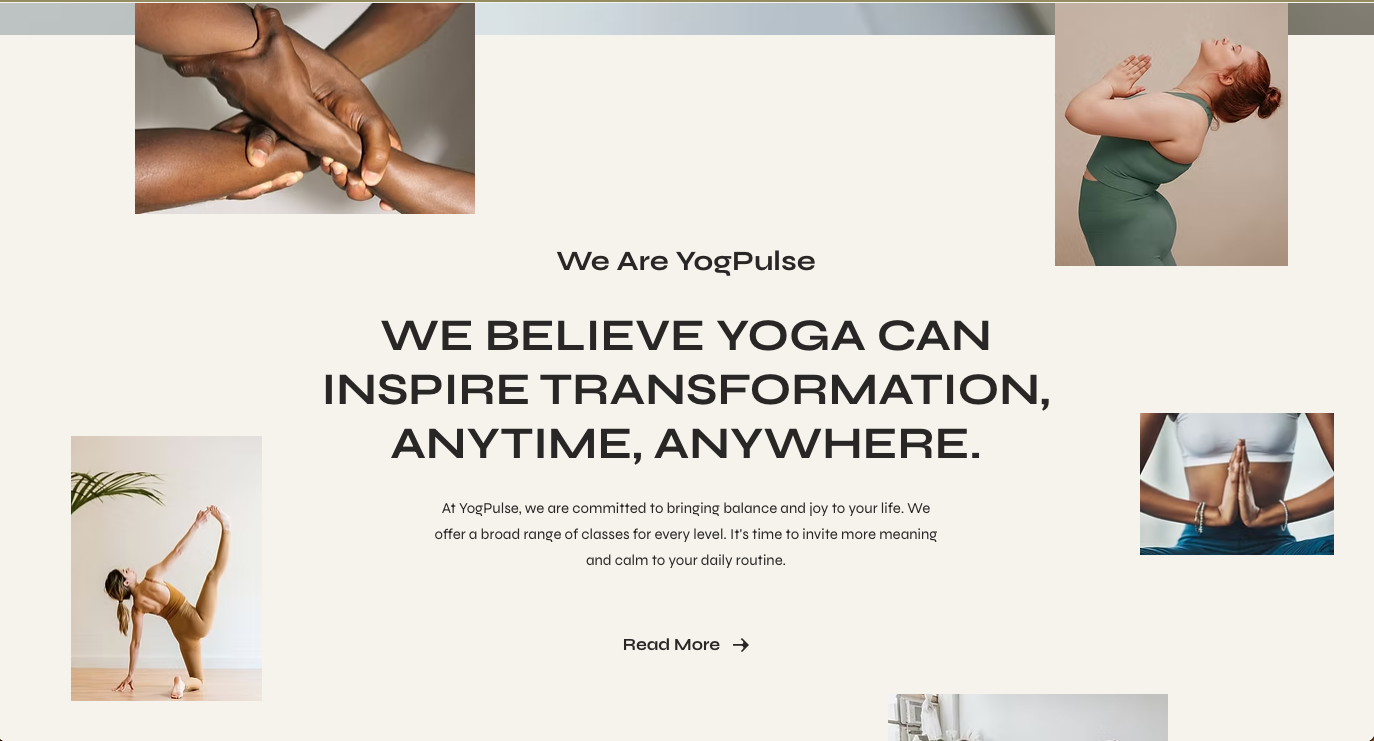 We Are YogPulse
WE BELIEVE YOGA CAN
INSPIRE TRANSFORMATION,
ANYTIME, ANYWHERE.
At YogPulse, we are committed to bringing balance and joy to your life. We
offer a broad range of classes for every level. It's time to invite more meaning
and calm to your daily routine.
Read More